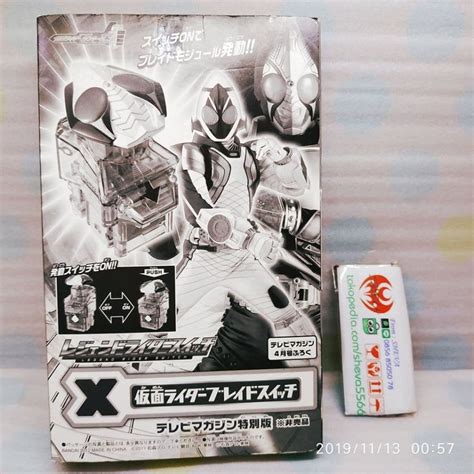 スイッチONで
ブレイドモジュール発動!!
発動スイッチをON!!
PUSH
OFF
ON
レジェンドライダースイッチ
テレビマガジン
4月号ふろく
X
仮面ライダーブレイドスイッチ
テレビマガジン特別版 ※非売品
MADE IN CHINA
tokopedia.com/sheva5566
2019/11/13 00:57